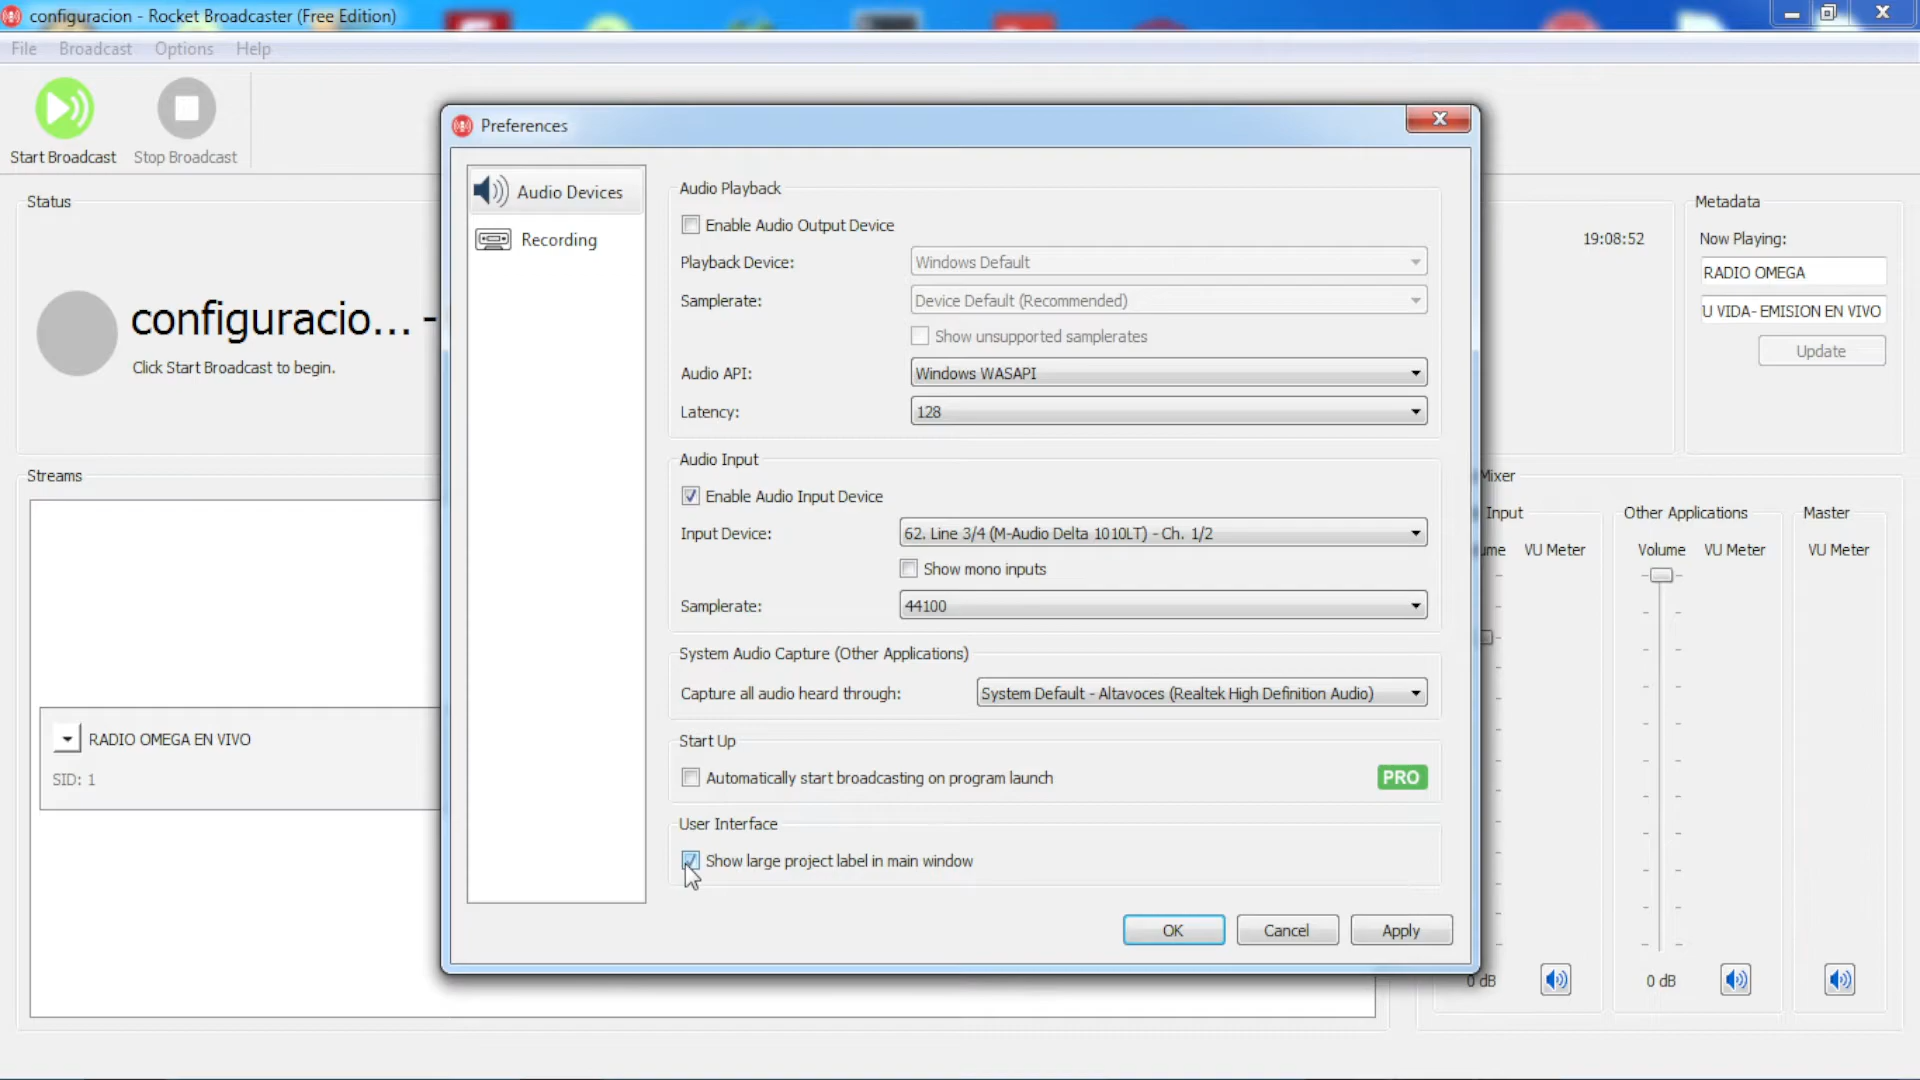 configuracion - Rocket Broadcaster (Free Edition)
File Broadcast Options Help
Start Broadcast Stop Broadcast
Status
configuracio... -
Click Start Broadcast to begin.
Streams
RADIO OMEGA EN VIVO
SID: 1
Preferences
Audio Devices
Recording
Audio Playback
Enable Audio Output Device
Playback Device: Windows Default
Samplerate: Device Default (Recommended)
Show unsupported samplerates
Audio API: Windows WASAPI
Latency: 128
Audio Input
Enable Audio Input Device
Input Device: 62. Line 3/4 (M-Audio Delta 1010LT) - Ch. 1/2
Show mono inputs
Samplerate: 44100
System Audio Capture (Other Applications)
Capture all audio heard through: System Default - Altavoces (Realtek High Definition Audio)
Start Up
Automatically start broadcasting on program launch PRO
User Interface
Show large project label in main window
OK Cancel Apply
19:08:52
Metadata
Now Playing:
RADIO OMEGA
U VIDA- EMISION EN VIVO
Update
Mixer
Input Other Applications Master
ume VU Meter Volume VU Meter VU Meter
0 dB 0 dB